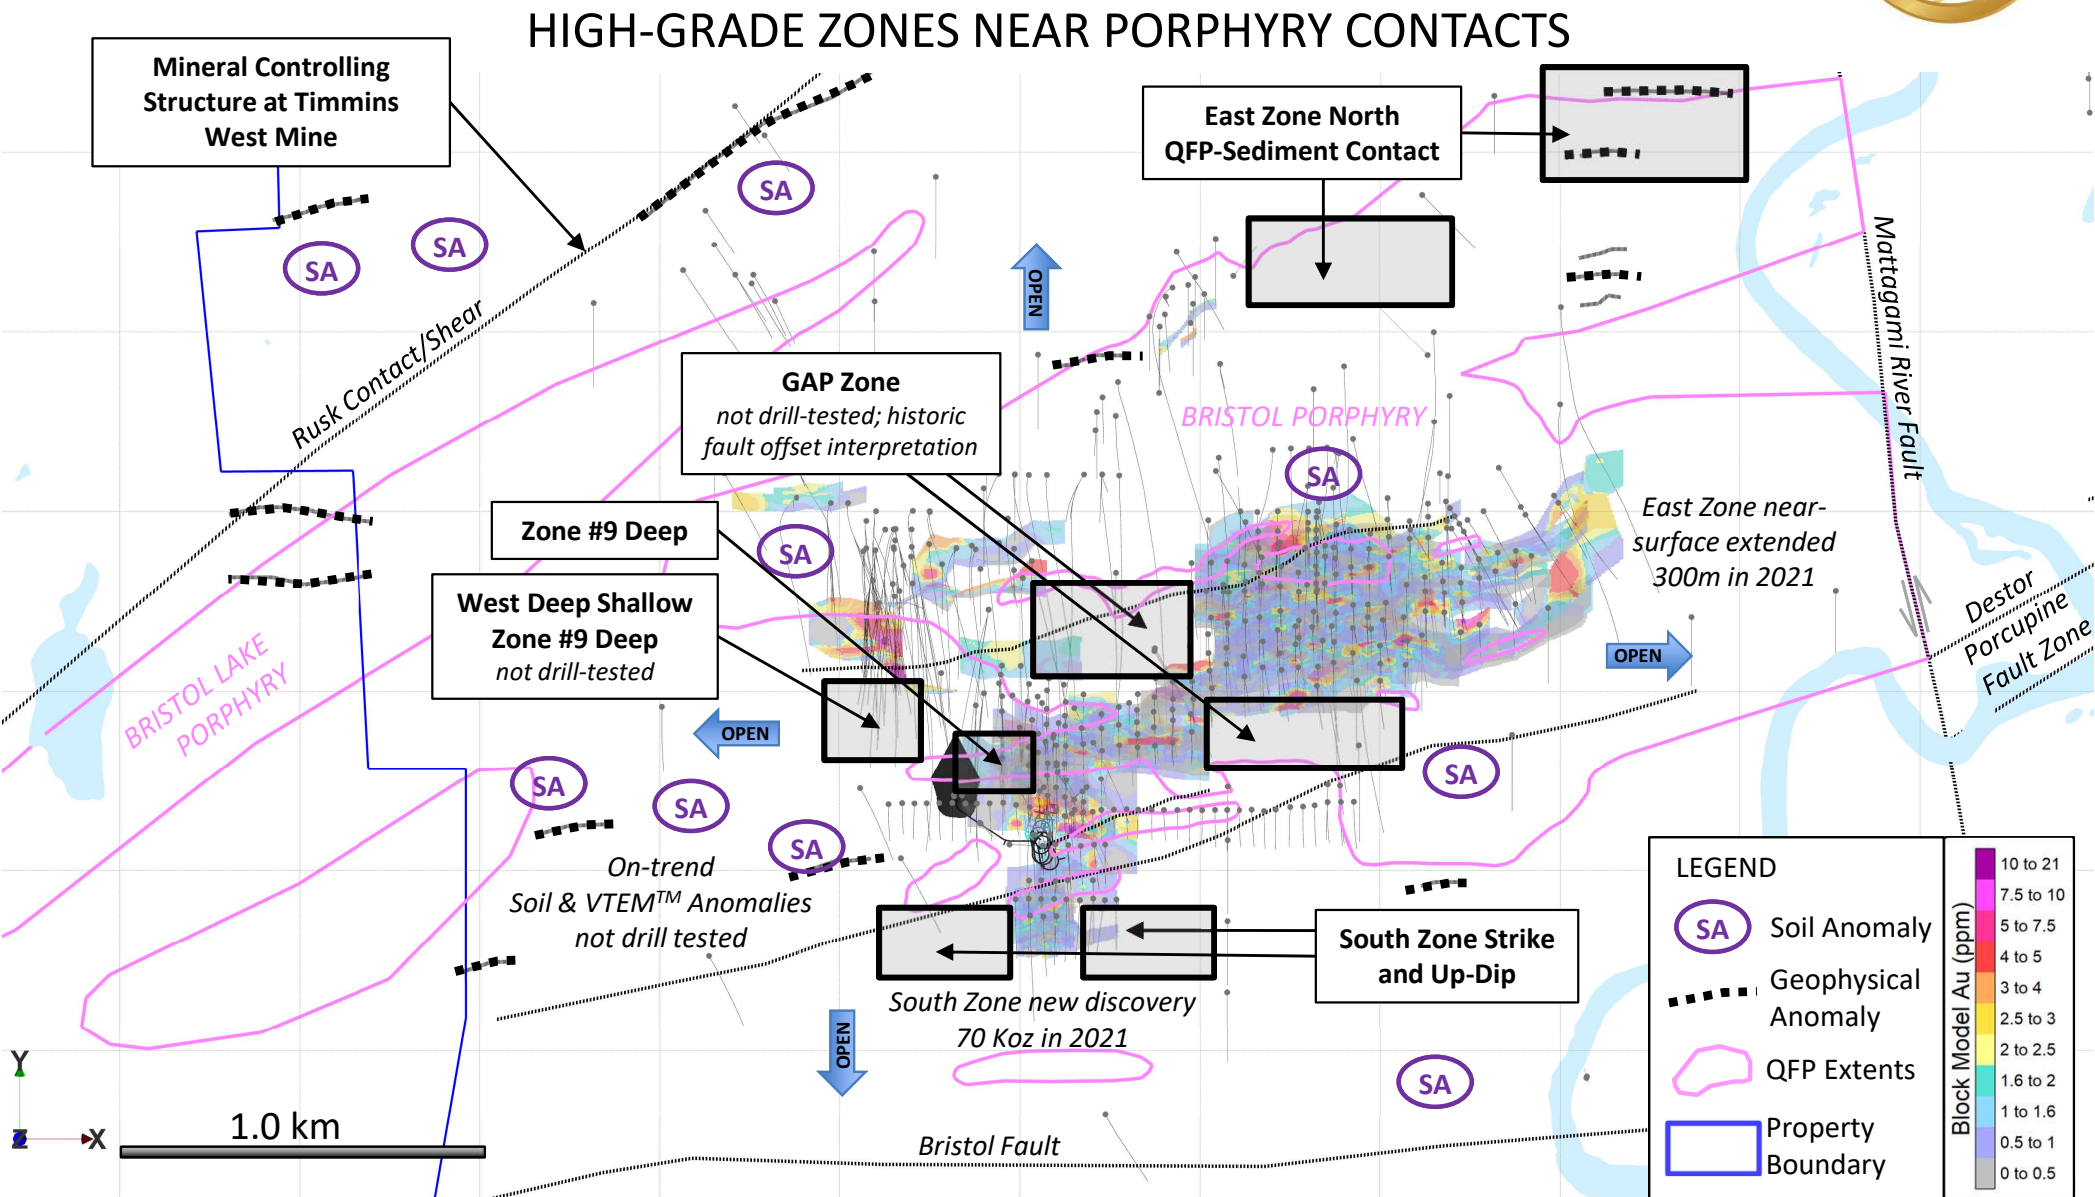 HIGH-GRADE ZONES NEAR PORPHYRY CONTACTS
Mineral Controlling
Structure at Timmins
West Mine
East Zone North
QFP-Sediment Contact
SA
SA
SA
OPEN
Rusk Contact/Shear
Mattagami River Fault
GAP Zone
not drill-tested; historic
fault offset interpretation
BRISTOL PORPHYRY
SA
Zone #9 Deep
SA
East Zone near-
surface extended
300m in 2021
West Deep Shallow
Zone #9 Deep
not drill-tested
Destor
Porcupine
Fault Zone
BRISTOL LAKE
PORPHYRY
OPEN
OPEN
SA
SA
SA
SA
On-trend
Soil & VTEM™ Anomalies
not drill tested
South Zone Strike
and Up-Dip
South Zone new discovery
70 Koz in 2021
OPEN
SA
Bristol Fault
Y
Z
X
1.0 km
LEGEND
SA
Soil Anomaly
Geophysical
Anomaly
QFP Extents
Property
Boundary
Block Model Au (ppm)
10 to 21
7.5 to 10
5 to 7.5
4 to 5
3 to 4
2.5 to 3
2 to 2.5
1.6 to 2
1 to 1.6
0.5 to 1
0 to 0.5